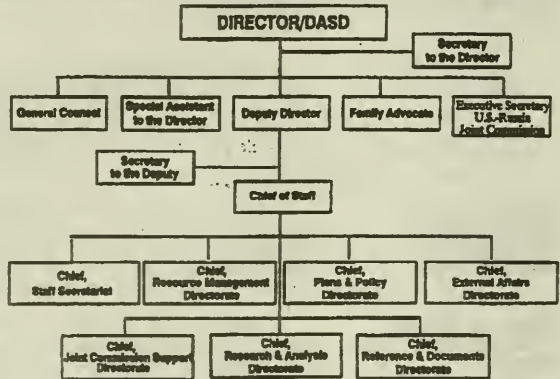 DIRECTOR/DASD
Secretary
to the Director
General Counsel
Special Assistant
to the Director
Deputy Director
Family Advocate
Executive Secretary
U.S.-Russia
Joint Commission
Secretary
to the Deputy
Chief of Staff
Chief,
Staff Secretariat
Chief,
Resource Management
Directorate
Chief,
Plans & Policy
Directorate
Chief,
External Affairs
Directorate
Chief,
Joint Commission Support
Directorate
Chief,
Research & Analysis
Directorate
Chief,
Reference & Documents
Directorate